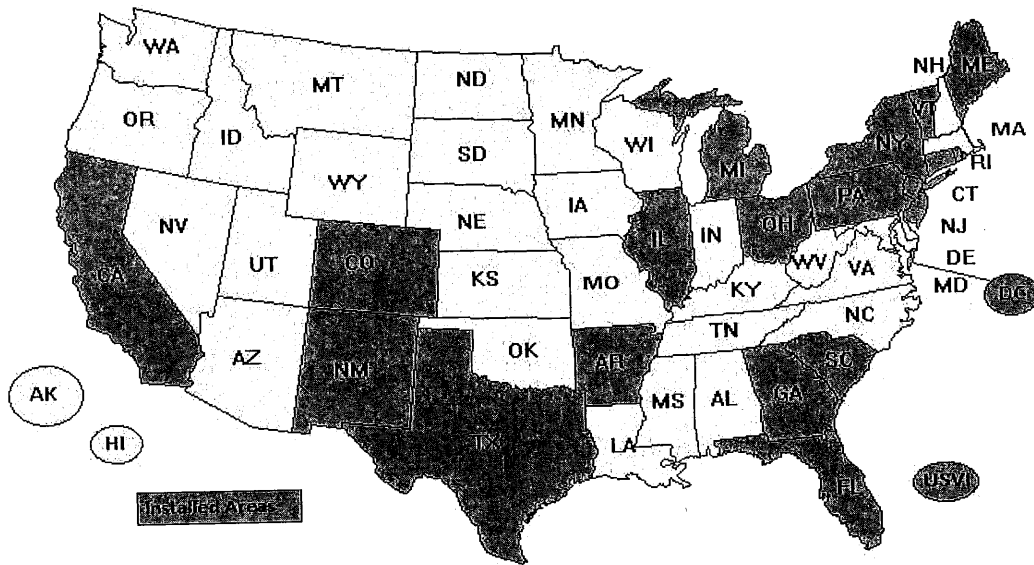 WA
MT
ND
MN
NH
ME
VT
OR
ID
SD
WI
MI
NY
MA
RI
WY
IA
PA
CT
NV
NE
IL
IN
OH
NJ
CA
UT
CO
KS
MO
WV
VA
DE
KY
MD
DC
TN
NC
AZ
NM
OK
AR
SC
AK
TX
MS
AL
GA
HI
LA
FL
USVI
Installed Areas